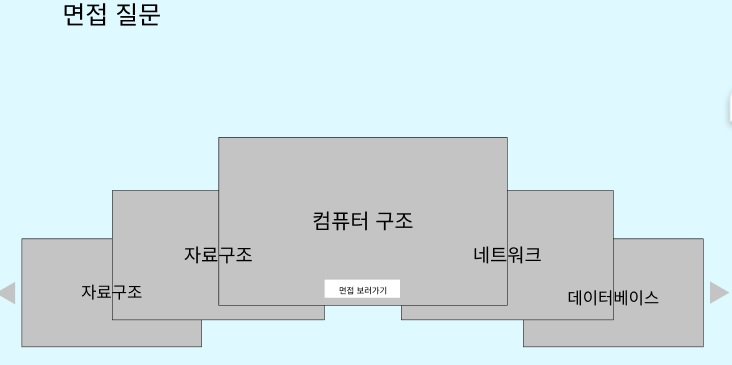 면접 질문
컴퓨터 구조
자료구조
네트워크
면접 보러가기
자료구조
데이터베이스